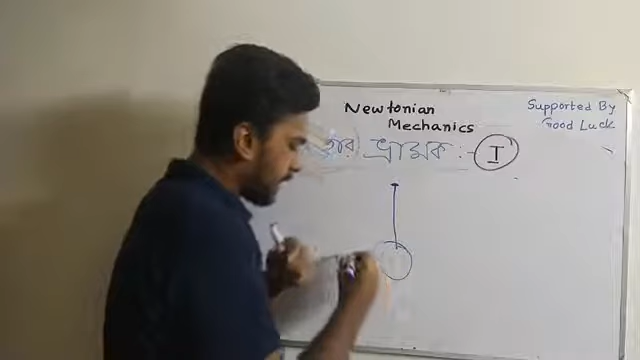 Newtonian
Mechanics
Supported By
Good Luck
ভ্রামক :- I